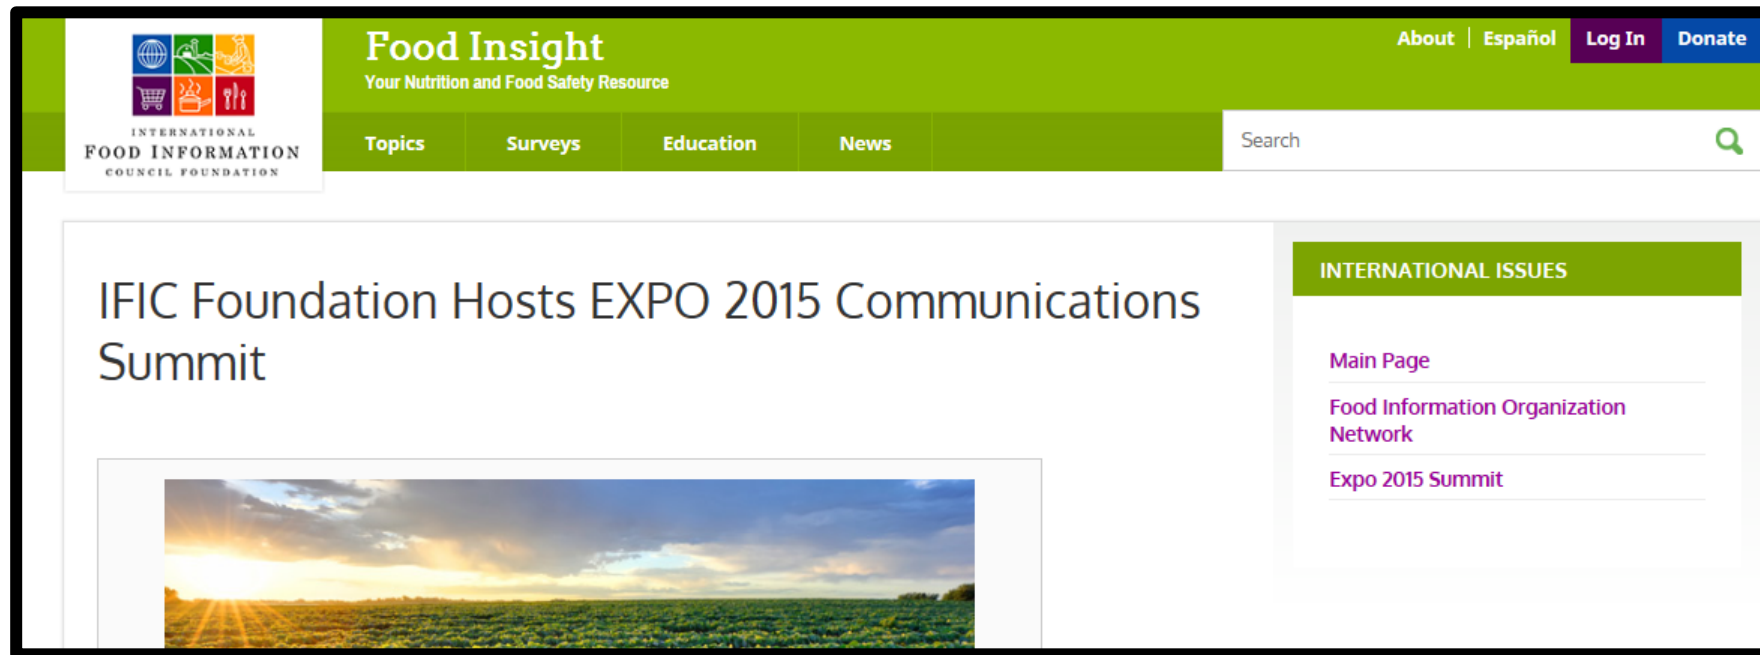 INTERNATIONAL
FOOD INFORMATION
COUNCIL FOUNDATION
Food Insight
Your Nutrition and Food Safety Resource
About Español Log In Donate
Topics Surveys Education News
Search
IFIC Foundation Hosts EXPO 2015 Communications
Summit
INTERNATIONAL ISSUES
Main Page
Food Information Organization
Network
Expo 2015 Summit